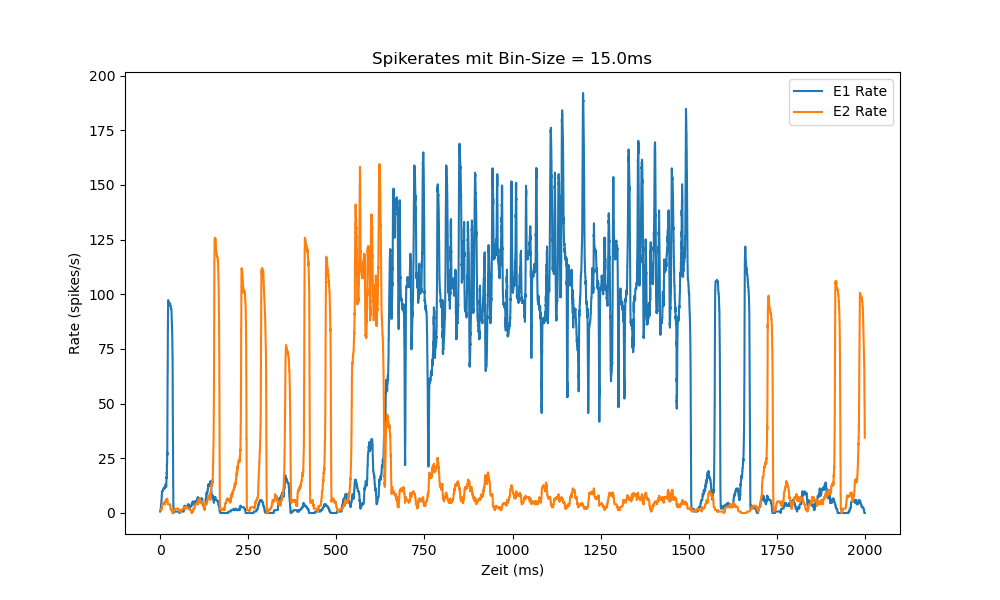 Spikerates mit Bin-Size = 15.0ms
E1 Rate
E2 Rate
Rate (spikes/s)
200
175
150
125
100
75
50
25
0
0 250 500 750 1000 1250 1500 1750 2000
Zeit (ms)